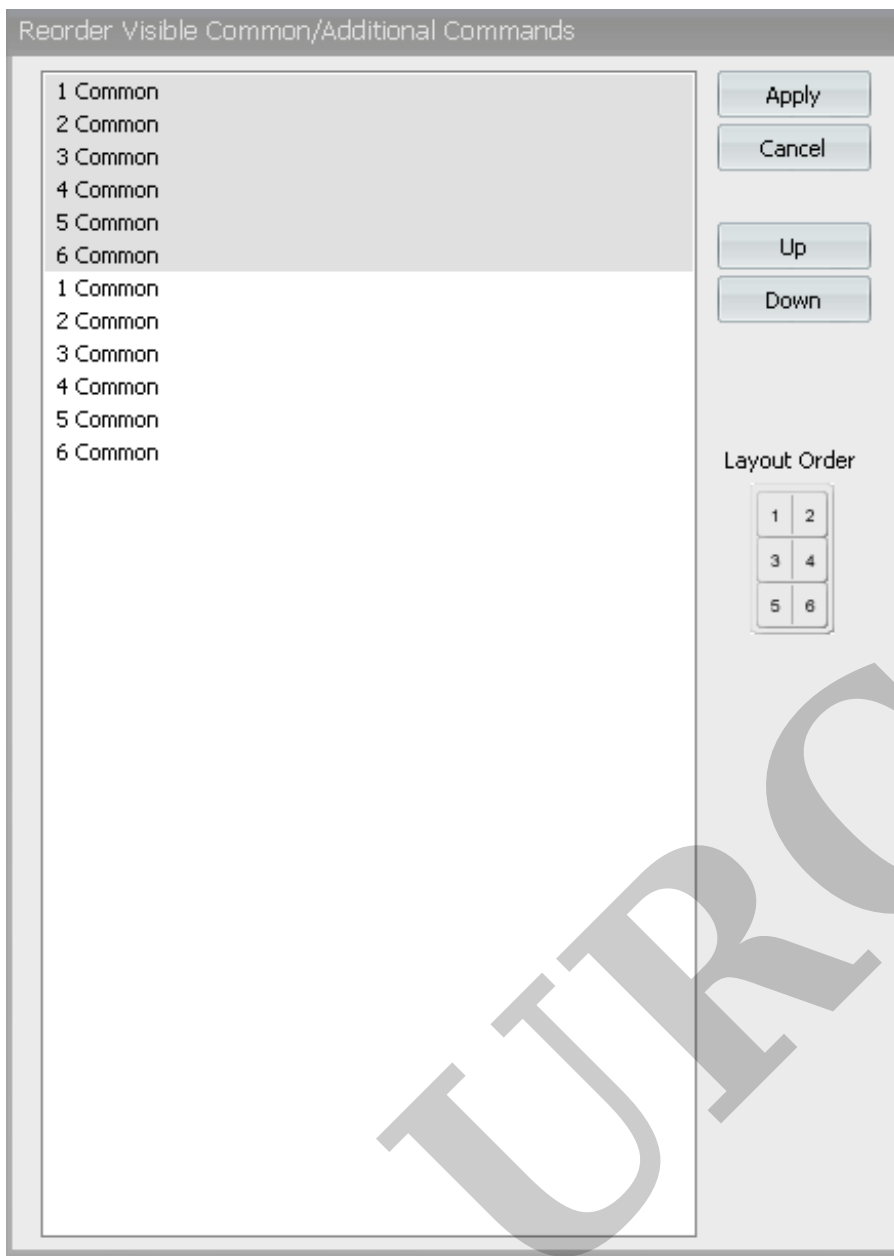 Reorder Visible Common/Additional Commands
1 Common
2 Common
3 Common
4 Common
5 Common
6 Common
1 Common
2 Common
3 Common
4 Common
5 Common
6 Common
Apply
Cancel
Up
Down
Layout Order
1 2
3 4
5 6
URC